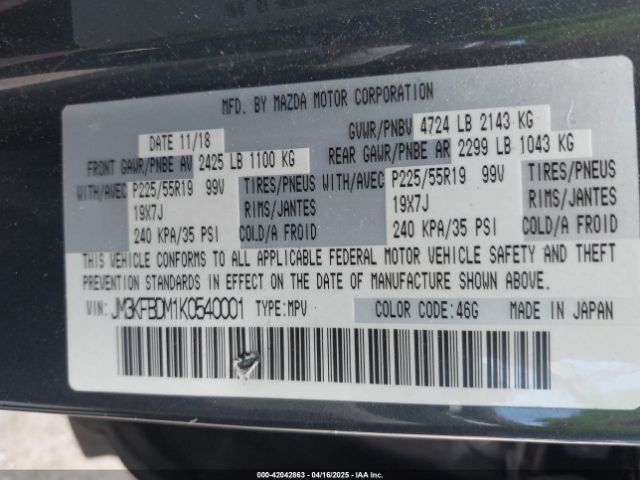 MFD. BY MAZDA MOTOR CORPORATION
DATE 11/18 GVWR/PNBV 4724 LB 2143 KG
FRONT GAWR/PNBE AV 2425 LB 1100 KG REAR GAWR/PNBE AR 2299 LB 1043 KG
WITH/AVEC P225/55R19 99V TIRES/PNEUS WITH/AVEC P225/55R19 99V TIRES/PNEUS
19X7J RIMS/JANTES 19X7J RIMS/JANTES
240 KPA/35 PSI COLD/A FROID 240 KPA/35 PSI COLD/A FROID
THIS VEHICLE CONFORMS TO ALL APPLICABLE FEDERAL MOTOR VEHICLE SAFETY AND THEFT
PREVENTION STANDARDS IN EFFECT ON THE DATE OF MANUFACTURE SHOWN ABOVE.
VIN: JM3KFBDM1K0540001 TYPE:MPV COLOR CODE:46G MADE IN JAPAN
000-42042863 - 04/16/2025 - IAA Inc.